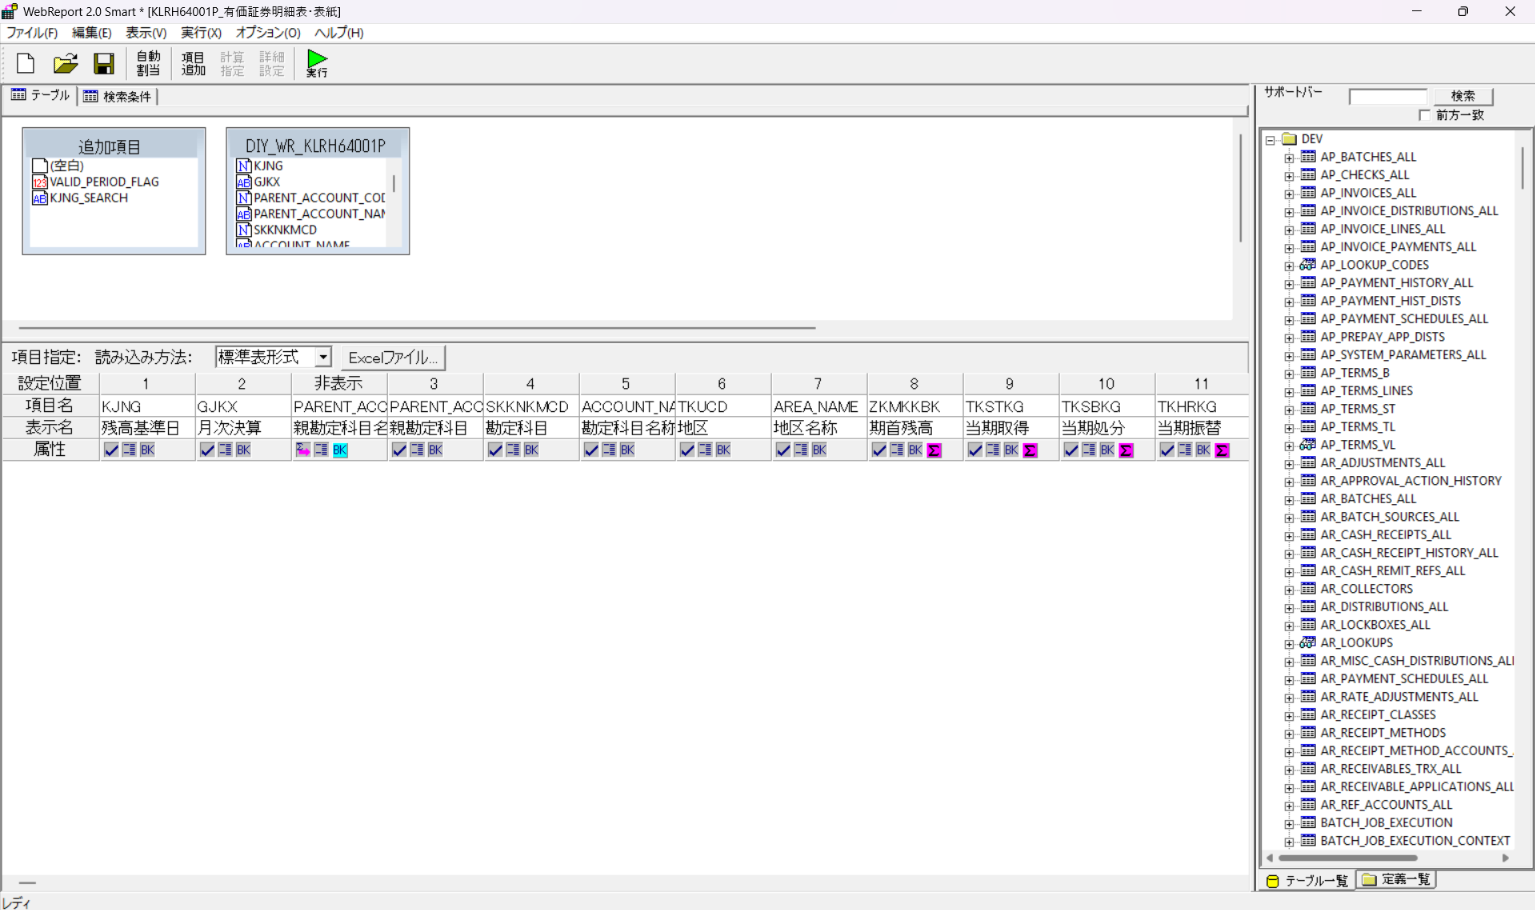 WebReport 2.0 Smart * [KLRH64001P_有価証券明細表･表紙]
ファイル(F) 編集(E) 表示(V) 実行(X) オプション(O) ヘルプ(H)
自動割当 項目追加 計算指定 詳細設定 実行
テーブル 検索条件
追加項目
(空白)
VALID_PERIOD_FLAG
KJNG_SEARCH
DIY_WR_KLRH64001P
KJNG
GJKX
PARENT_ACCOUNT_COD
PARENT_ACCOUNT_NAM
SKKNKMCD
ACCOUNT_NAME
項目指定: 読み込み方法: 標準表形式 Excelファイル...
設定位置 1 2 非表示 3 4 5 6 7 8 9 10 11
項目名 KJNG GJKX PARENT_ACC PARENT_ACC SKKNKMCD ACCOUNT_NA TKUCD AREA_NAME ZKMKKBK TKSTKG TKSBKG TKHRKG
表示名 残高基準日 月次決算 親勘定科目名 親勘定科目 勘定科目 勘定科目名称 地区 地区名称 期首残高 当期取得 当期処分 当期振替
属性 BK BK BK BK BK BK BK BK BK Σ BK Σ BK Σ BK Σ
サポートバー 検索
前方一致
DEV
AP_BATCHES_ALL
AP_CHECKS_ALL
AP_INVOICES_ALL
AP_INVOICE_DISTRIBUTIONS_ALL
AP_INVOICE_LINES_ALL
AP_INVOICE_PAYMENTS_ALL
AP_LOOKUP_CODES
AP_PAYMENT_HISTORY_ALL
AP_PAYMENT_HIST_DISTS
AP_PAYMENT_SCHEDULES_ALL
AP_PREPAY_APP_DISTS
AP_SYSTEM_PARAMETERS_ALL
AP_TERMS_B
AP_TERMS_LINES
AP_TERMS_ST
AP_TERMS_TL
AP_TERMS_VL
AR_ADJUSTMENTS_ALL
AR_APPROVAL_ACTION_HISTORY
AR_BATCHES_ALL
AR_BATCH_SOURCES_ALL
AR_CASH_RECEIPTS_ALL
AR_CASH_RECEIPT_HISTORY_ALL
AR_CASH_REMIT_REFS_ALL
AR_COLLECTORS
AR_DISTRIBUTIONS_ALL
AR_LOCKBOXES_ALL
AR_LOOKUPS
AR_MISC_CASH_DISTRIBUTIONS_ALL
AR_PAYMENT_SCHEDULES_ALL
AR_RATE_ADJUSTMENTS_ALL
AR_RECEIPT_CLASSES
AR_RECEIPT_METHODS
AR_RECEIPT_METHOD_ACCOUNTS_
AR_RECEIVABLES_TRX_ALL
AR_RECEIVABLE_APPLICATIONS_ALL
AR_REF_ACCOUNTS_ALL
BATCH_JOB_EXECUTION
BATCH_JOB_EXECUTION_CONTEXT
テーブル一覧 定義一覧
レディ